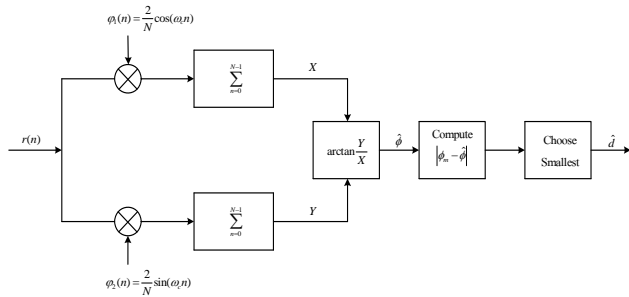 φ₁(n) = 2/N cos(ω_c n)
N−1
∑
n=0
X
r(n)
arctan Y/X
ϕ̂
Compute
|ϕ_m − ϕ̂|
Choose
Smallest
d̂
N−1
∑
n=0
Y
φ₂(n) = 2/N sin(ω_c n)